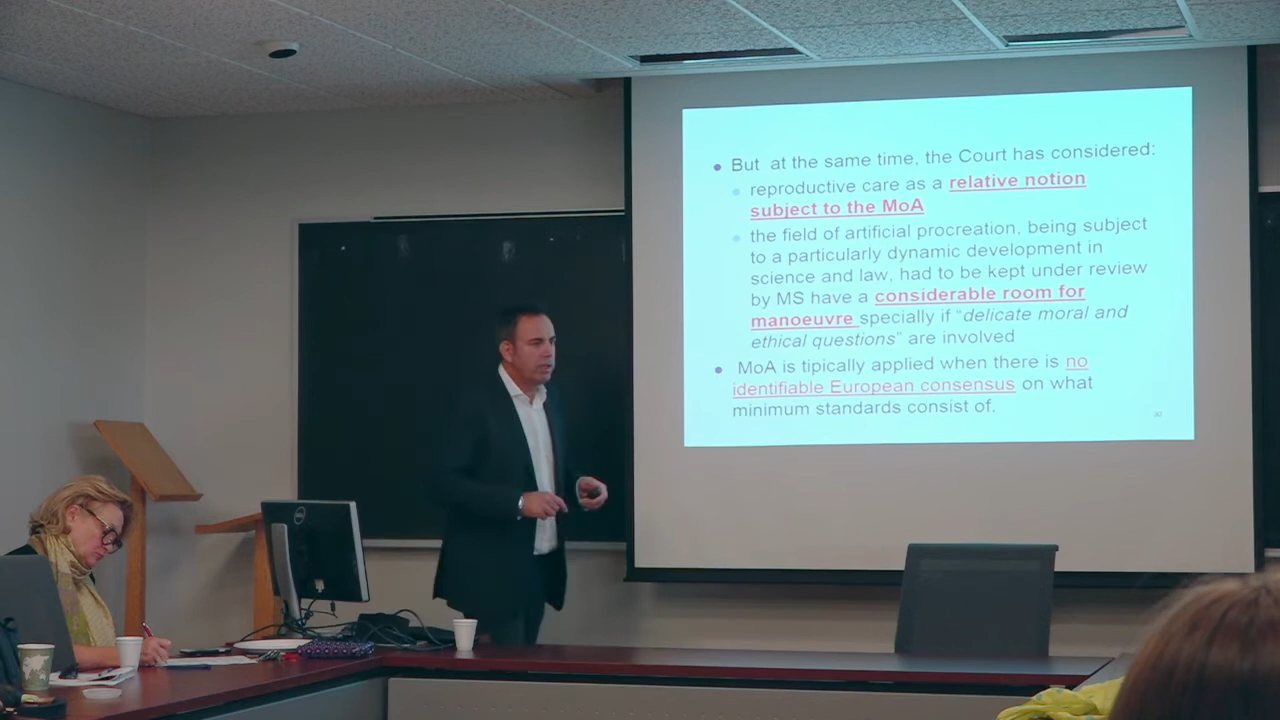 But at the same time, the Court has considered:
reproductive care as a relative notion
subject to the MoA
the field of artificial procreation, being subject
to a particularly dynamic development in
science and law, had to be kept under review
by MS have a considerable room for
manoeuvre specially if "delicate moral and
ethical questions" are involved
MoA is tipically applied when there is no
identifiable European consensus on what
minimum standards consist of.
DELL